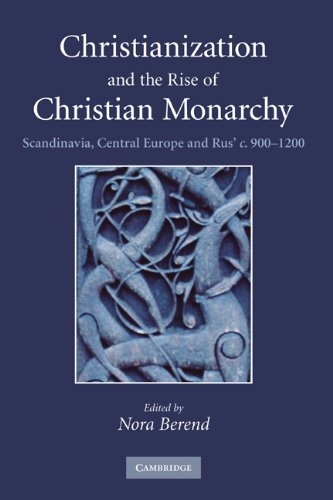 Christianization
and the Rise of
Christian Monarchy
Scandinavia, Central Europe and Rus’ c. 900–1200
Edited by
Nora Berend
CAMBRIDGE